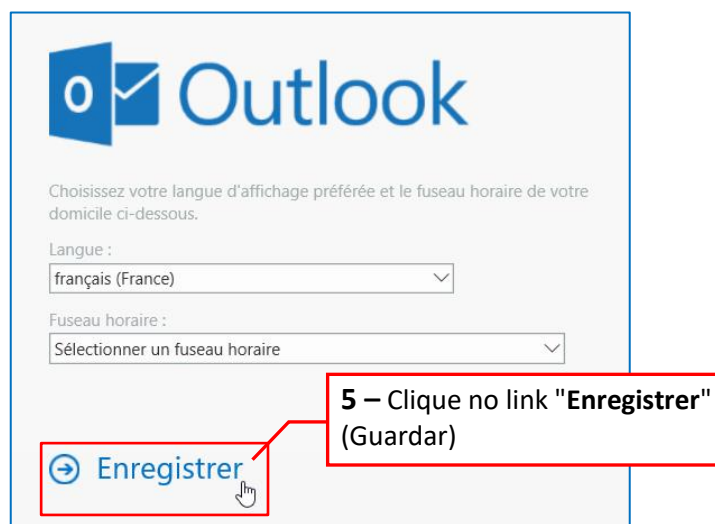 Outlook
Choisissez votre langue d'affichage préférée et le fuseau horaire de votre
domicile ci-dessous.
Langue :
français (France)
Fuseau horaire :
Sélectionner un fuseau horaire
5 – Clique no link "Enregistrer"
(Guardar)
Enregistrer